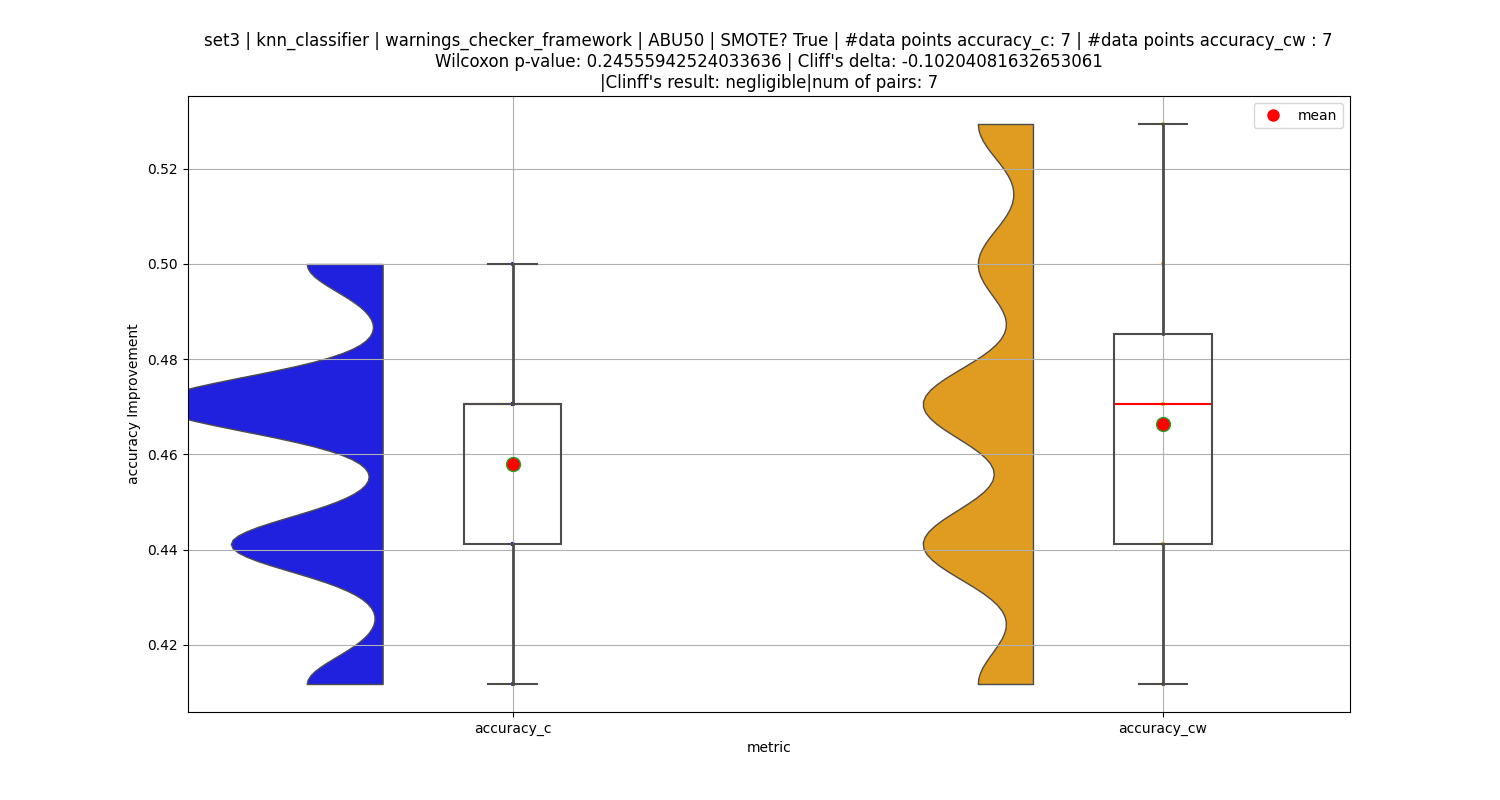 set3 | knn_classifier | warnings_checker_framework | ABU50 | SMOTE? True | #data points accuracy_c: 7 | #data points accuracy_cw : 7
Wilcoxon p-value: 0.24555942524033636 | Cliff's delta: -0.10204081632653061
|Clinff's result: negligible|num of pairs: 7
mean
0.52
0.50
0.48
0.46
0.44
0.42
accuracy Improvement
accuracy_c
accuracy_cw
metric